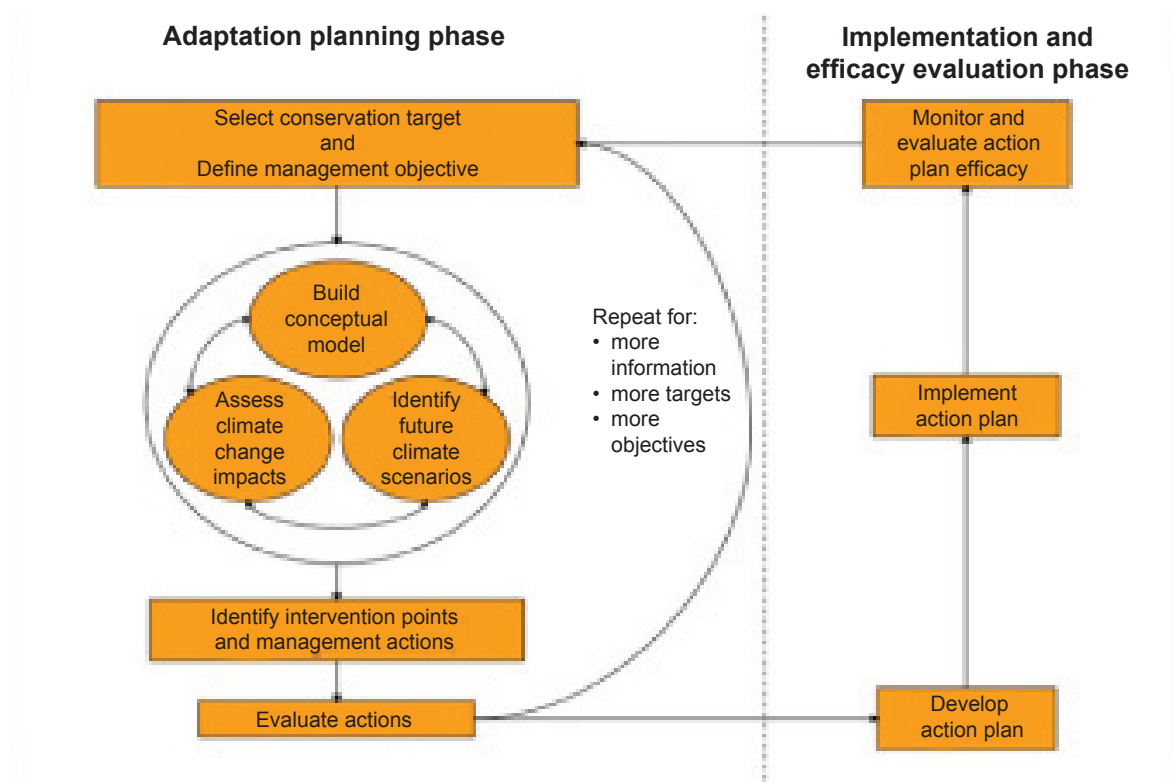 Adaptation planning phase
Select conservation target
and
Define management objective
Build
conceptual
model
Assess
climate
change
impacts
Identify
future
climate
scenarios
Identify intervention points
and management actions
Evaluate actions
Repeat for:
• more
information
• more targets
• more
objectives
Implementation and
efficacy evaluation phase
Monitor and
evaluate action
plan efficacy
Implement
action plan
Develop
action plan